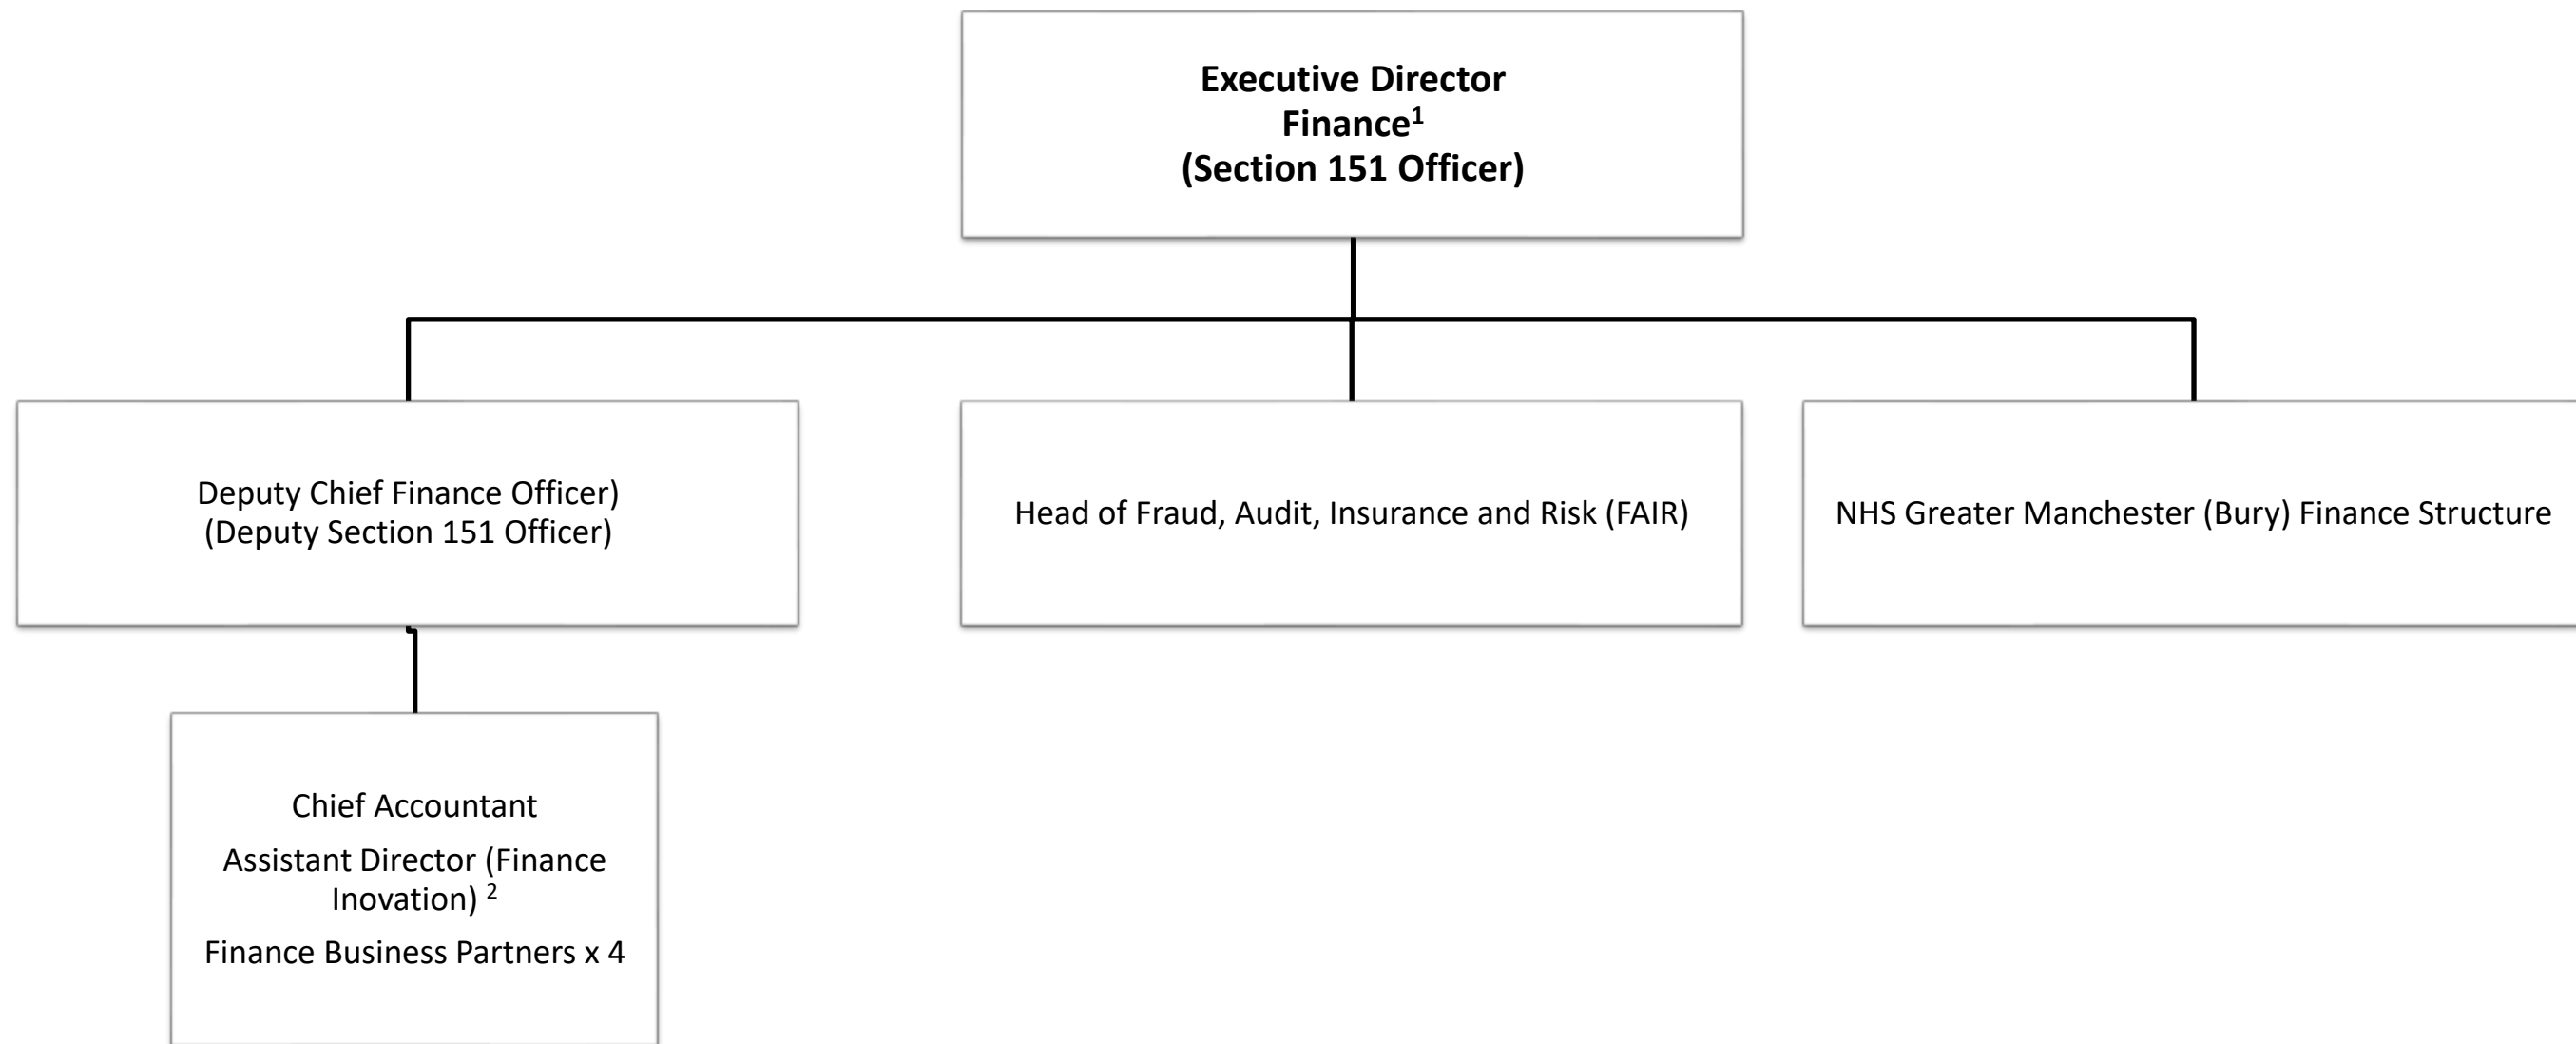 Executive Director
Finance¹
(Section 151 Officer)
Deputy Chief Finance Officer)
(Deputy Section 151 Officer)
Head of Fraud, Audit, Insurance and Risk (FAIR)
NHS Greater Manchester (Bury) Finance Structure
Chief Accountant
Assistant Director (Finance
Inovation) ²
Finance Business Partners x 4